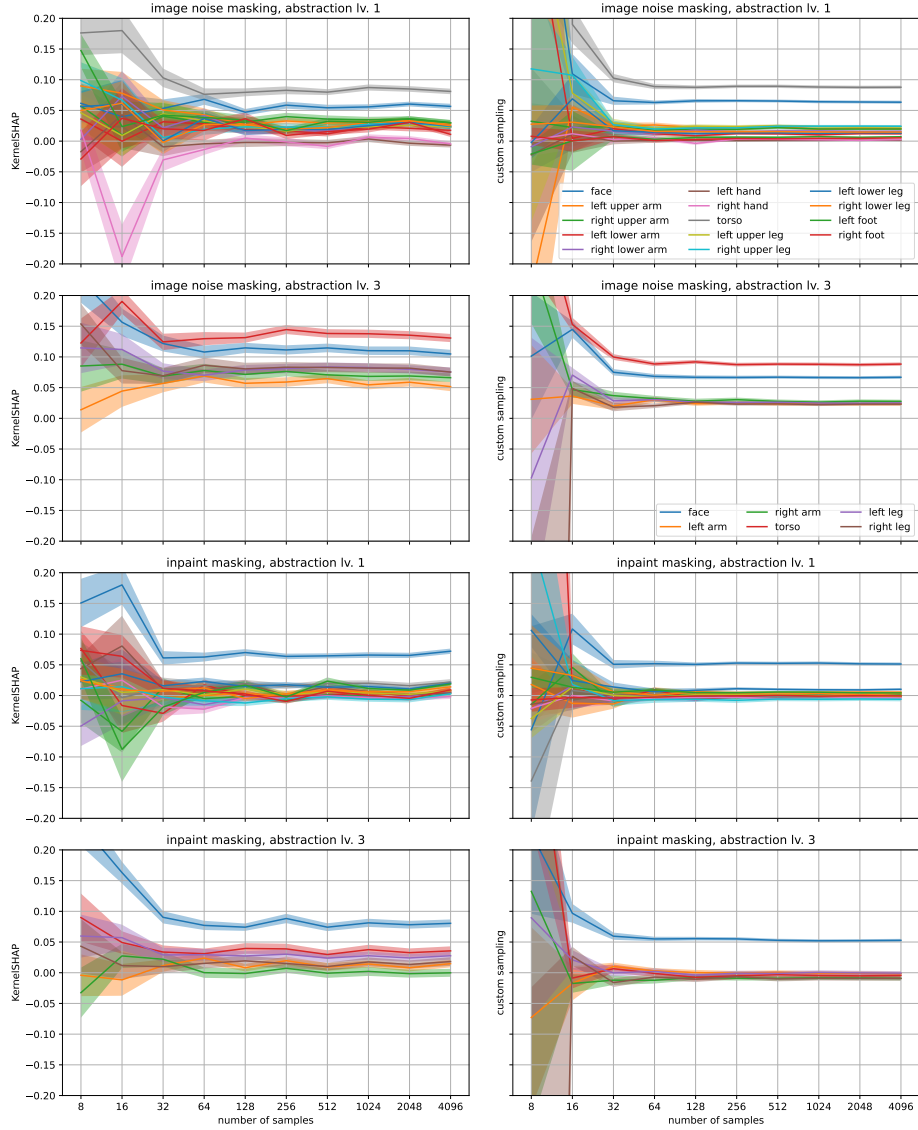 image noise masking, abstraction lv. 1
image noise masking, abstraction lv. 1
0.20
0.15
0.10
0.05
0.00
−0.05
−0.10
−0.15
−0.20
KernelSHAP
custom sampling
face
left upper arm
right upper arm
left lower arm
right lower arm
left hand
right hand
torso
left upper leg
right upper leg
left lower leg
right lower leg
left foot
right foot
image noise masking, abstraction lv. 3
image noise masking, abstraction lv. 3
0.20
0.15
0.10
0.05
0.00
−0.05
−0.10
−0.15
−0.20
KernelSHAP
custom sampling
face
left arm
right arm
torso
left leg
right leg
inpaint masking, abstraction lv. 1
inpaint masking, abstraction lv. 1
0.20
0.15
0.10
0.05
0.00
−0.05
−0.10
−0.15
−0.20
KernelSHAP
custom sampling
inpaint masking, abstraction lv. 3
inpaint masking, abstraction lv. 3
0.20
0.15
0.10
0.05
0.00
−0.05
−0.10
−0.15
−0.20
KernelSHAP
custom sampling
8 16 32 64 128 256 512 1024 2048 4096
number of samples
8 16 32 64 128 256 512 1024 2048 4096
number of samples